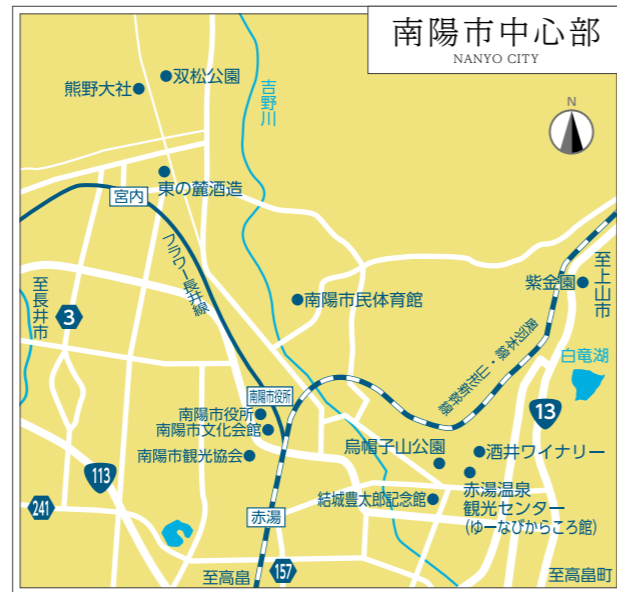 南陽市中心部
NANYO CITY
双松公園
熊野大社
吉野川
N
東の麓酒造
宮内
フラワー長井線
至長井市
3
南陽市民体育館
紫金園
至上山市
奥羽本線・山形新幹線
白竜湖
13
南陽市役所
南陽市役所
南陽市文化会館
南陽市観光協会
烏帽子山公園
酒井ワイナリー
赤湯温泉
観光センター
(ゆーなびからころ館)
結城豊太郎記念館
113
241
赤湯
157
至高畠
至高畠町